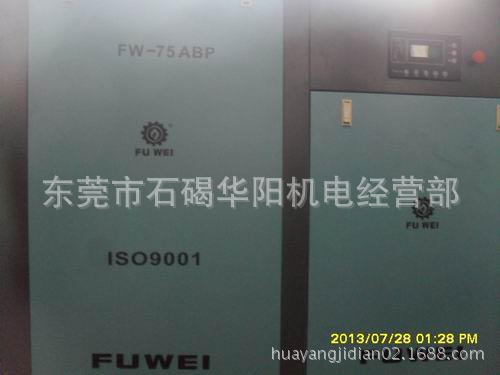 FW-75ABP
FU WEI
东莞市石碣华阳机电经营部
FU WEI
ISO9001
2013/07/28 01:28 PM
FUWEI
huayangjidian02.1688.com